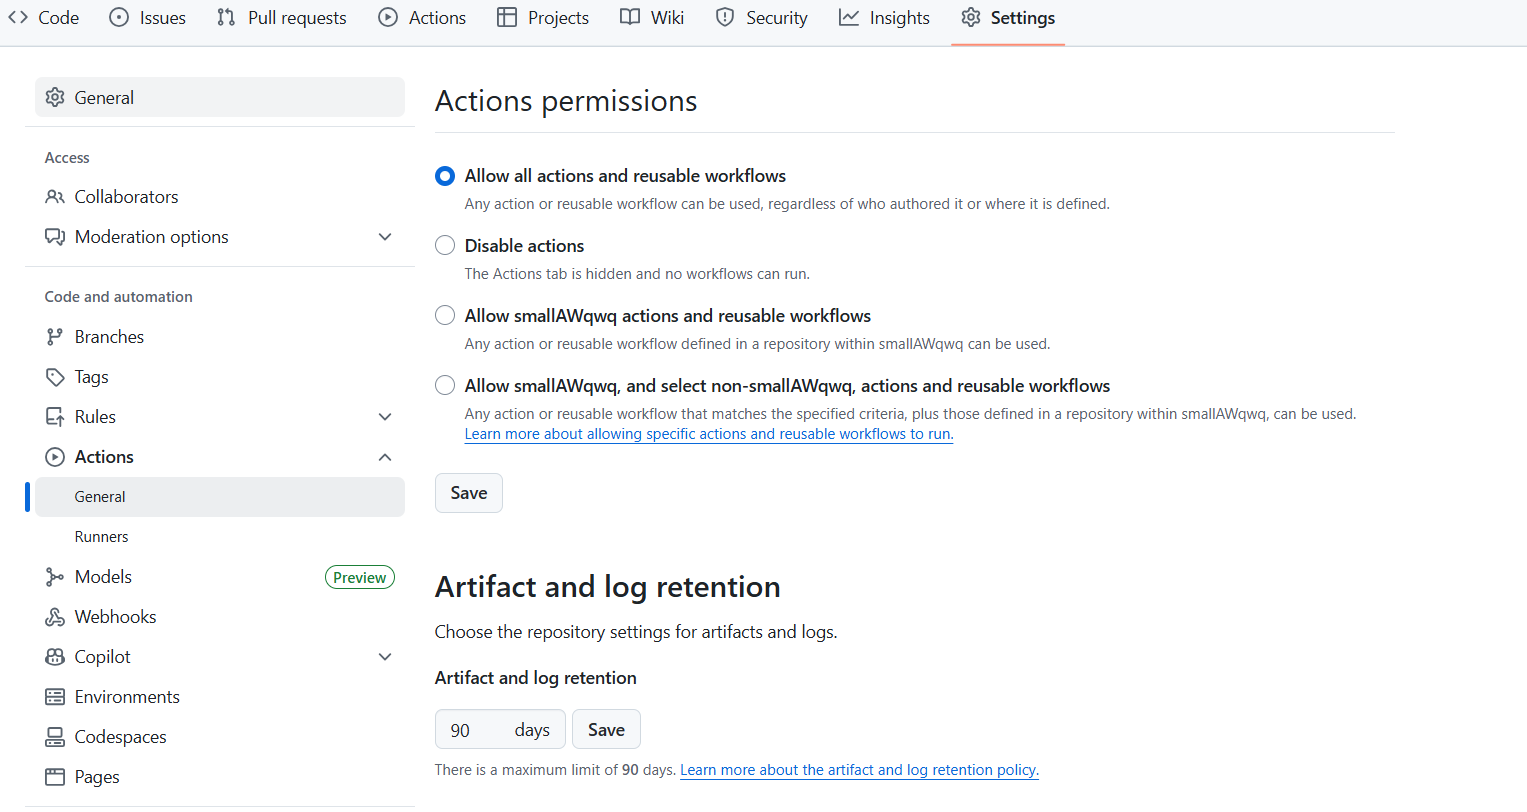 Code
Issues
Pull requests
Actions
Projects
Wiki
Security
Insights
Settings
General
Access
Collaborators
Moderation options
Code and automation
Branches
Tags
Rules
Actions
General
Runners
Models
Preview
Webhooks
Copilot
Environments
Codespaces
Pages
Actions permissions
Allow all actions and reusable workflows
Any action or reusable workflow can be used, regardless of who authored it or where it is defined.
Disable actions
The Actions tab is hidden and no workflows can run.
Allow smallAWqwq actions and reusable workflows
Any action or reusable workflow defined in a repository within smallAWqwq can be used.
Allow smallAWqwq, and select non-smallAWqwq, actions and reusable workflows
Any action or reusable workflow that matches the specified criteria, plus those defined in a repository within smallAWqwq, can be used.
Learn more about allowing specific actions and reusable workflows to run.
Save
Artifact and log retention
Choose the repository settings for artifacts and logs.
Artifact and log retention
90 days
Save
There is a maximum limit of 90 days. Learn more about the artifact and log retention policy.